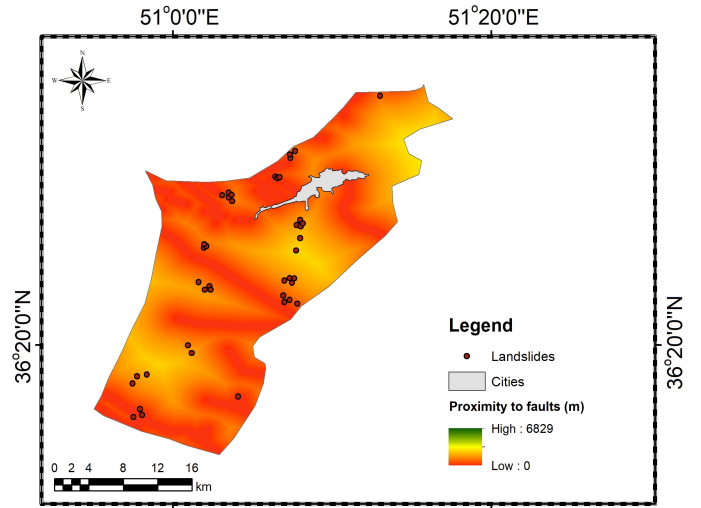 51°0'0"E 51°20'0"E
N
W E
S
36°20'0"N
36°20'0"N
Legend
Landslides
Cities
Proximity to faults (m)
High : 6829
Low : 0
0 2 4 8 12 16
km